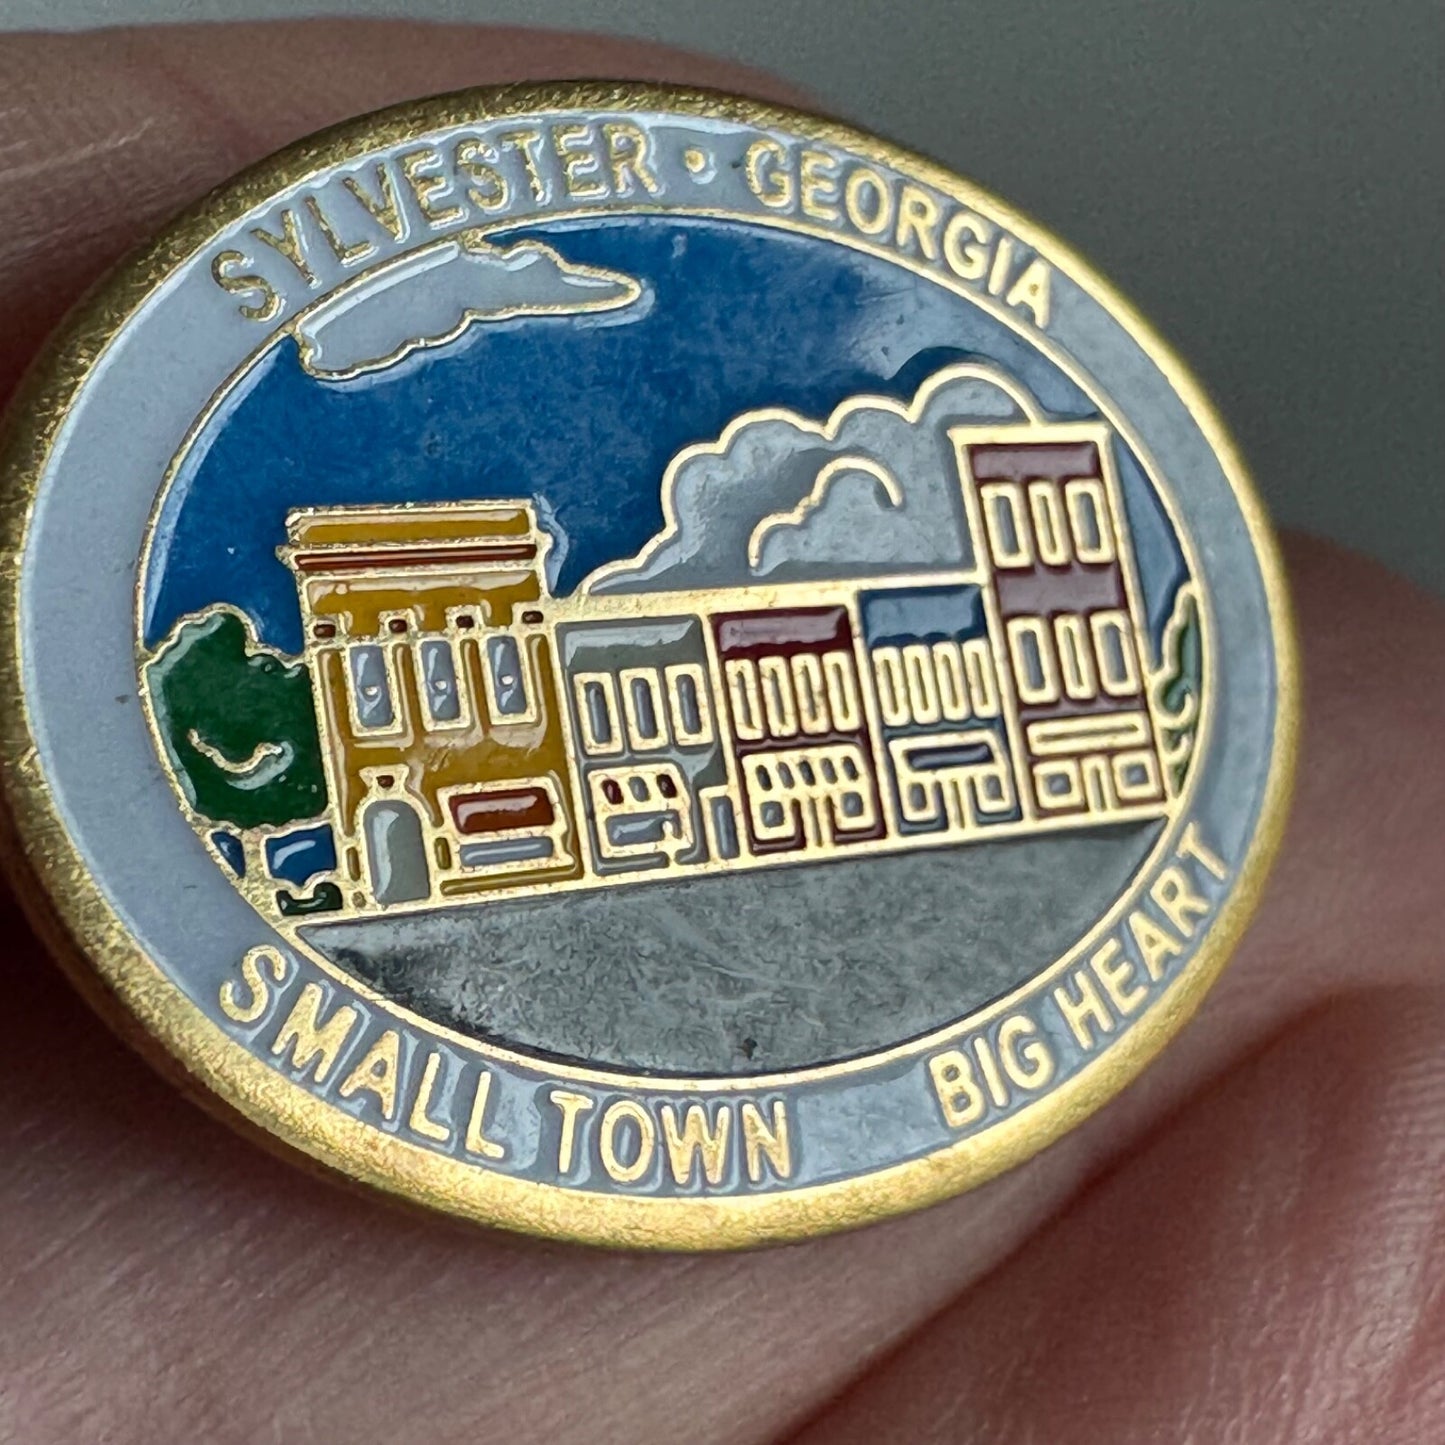 SYLVESTER • GEORGIA
SMALL TOWN BIG HEART